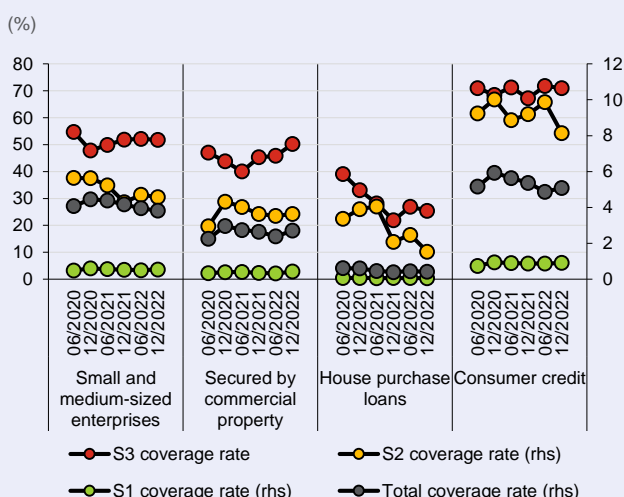 (%)
80 12
70 10
60
50 8
40 6
30 4
20
10 2
0 0
06/2020 12/2020 06/2021 12/2021 06/2022 12/2022 06/2020 12/2020 06/2021 12/2021 06/2022 12/2022 06/2020 12/2020 06/2021 12/2021 06/2022 12/2022 06/2020 12/2020 06/2021 12/2021 06/2022 12/2022
Small and medium-sized enterprises
Secured by commercial property
House purchase loans
Consumer credit
S3 coverage rate S2 coverage rate (rhs)
S1 coverage rate (rhs) Total coverage rate (rhs)